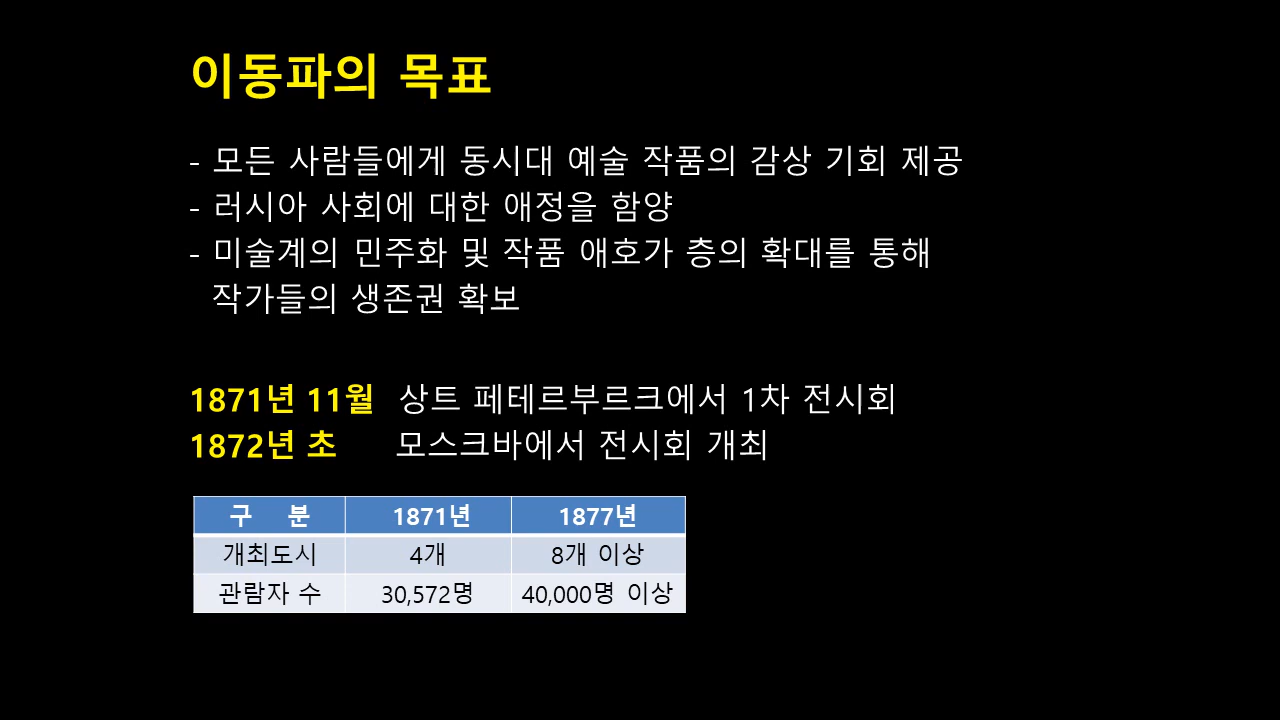 이동파의 목표
- 모든 사람들에게 동시대 예술 작품의 감상 기회 제공
- 러시아 사회에 대한 애정을 함양
- 미술계의 민주화 및 작품 애호가 층의 확대를 통해
작가들의 생존권 확보
1871년 11월 상트 페테르부르크에서 1차 전시회
1872년 초 모스크바에서 전시회 개최
구 분 1871년 1877년
개최도시 4개 8개 이상
관람자 수 30,572명 40,000명 이상